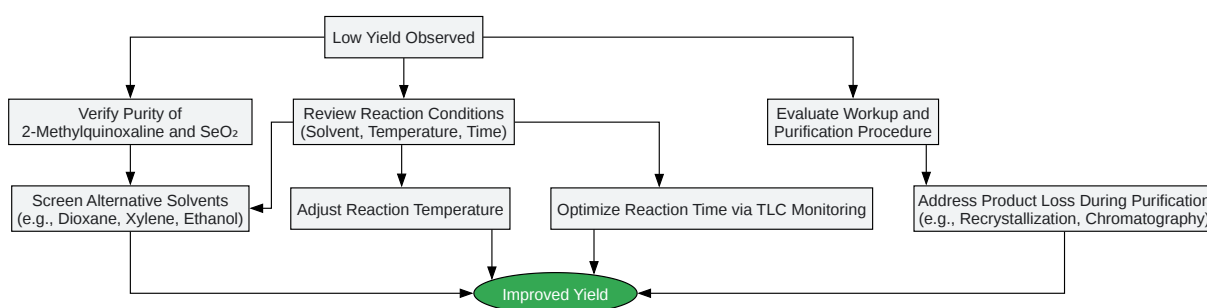 Low Yield Observed
Verify Purity of
2-Methylquinoxaline and SeO₂
Review Reaction Conditions
(Solvent, Temperature, Time)
Evaluate Workup and
Purification Procedure
Screen Alternative Solvents
(e.g., Dioxane, Xylene, Ethanol)
Adjust Reaction Temperature
Optimize Reaction Time via TLC Monitoring
Address Product Loss During Purification
(e.g., Recrystallization, Chromatography)
Improved Yield